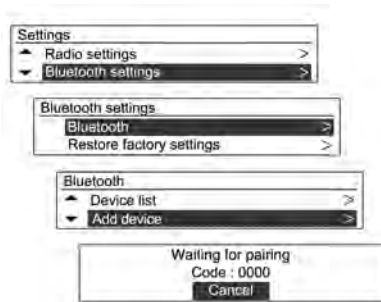 Settings
Radio settings >
Bluetooth settings >
Bluetooth settings
Bluetooth >
Restore factory settings >
Bluetooth
Device list >
Add device >
Waiting for pairing
Code : 0000
Cancel